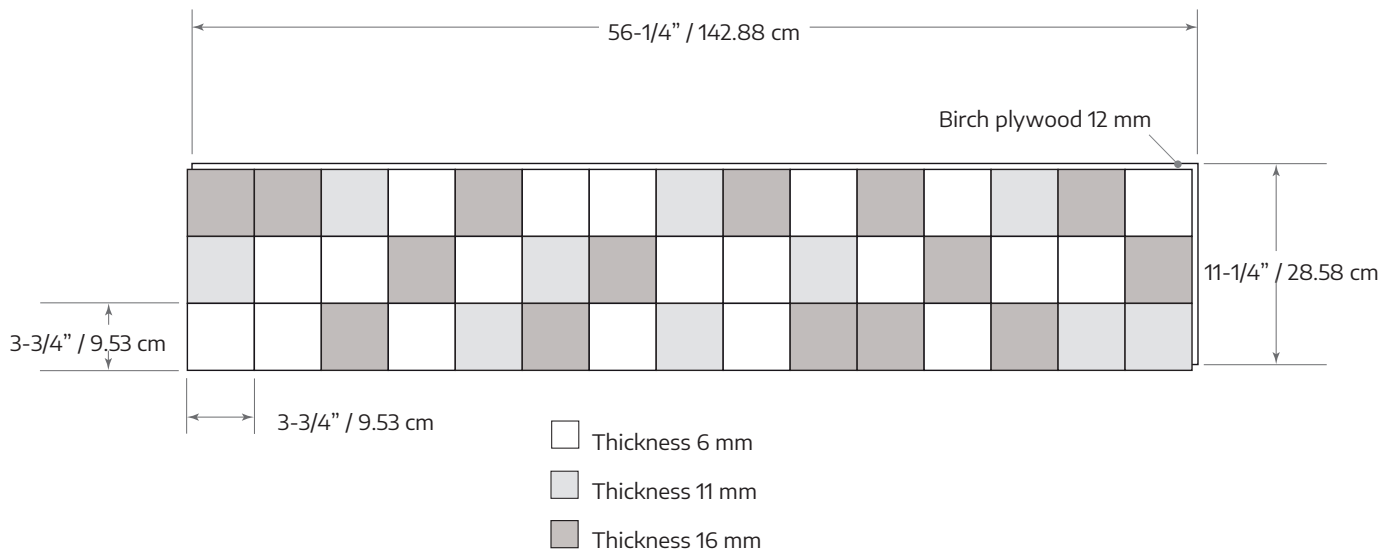 56-1/4” / 142.88 cm
Birch plywood 12 mm
11-1/4” / 28.58 cm
3-3/4” / 9.53 cm
3-3/4” / 9.53 cm
Thickness 6 mm
Thickness 11 mm
Thickness 16 mm